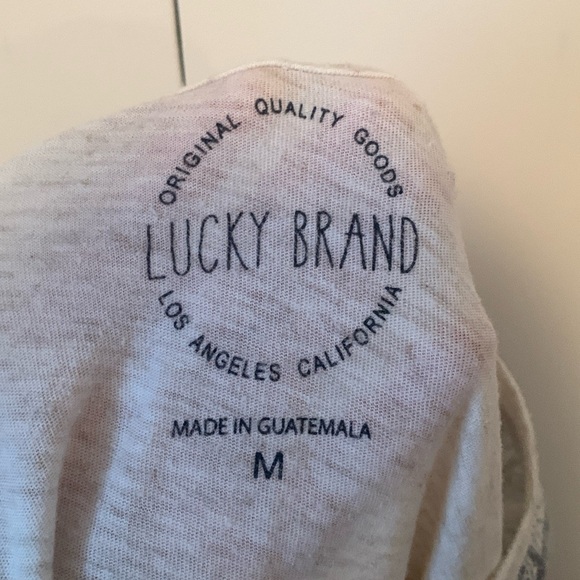 ORIGINAL QUALITY GOODS
LUCKY BRAND
LOS ANGELES CALIFORNIA
MADE IN GUATEMALA
M